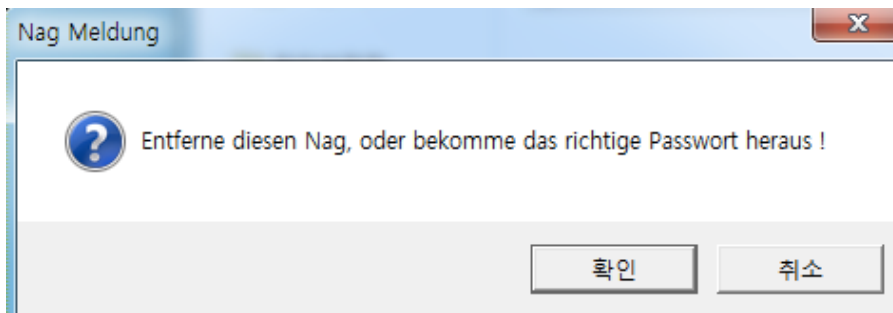 Nag Meldung
Entferne diesen Nag, oder bekomme das richtige Passwort heraus !
확인
취소